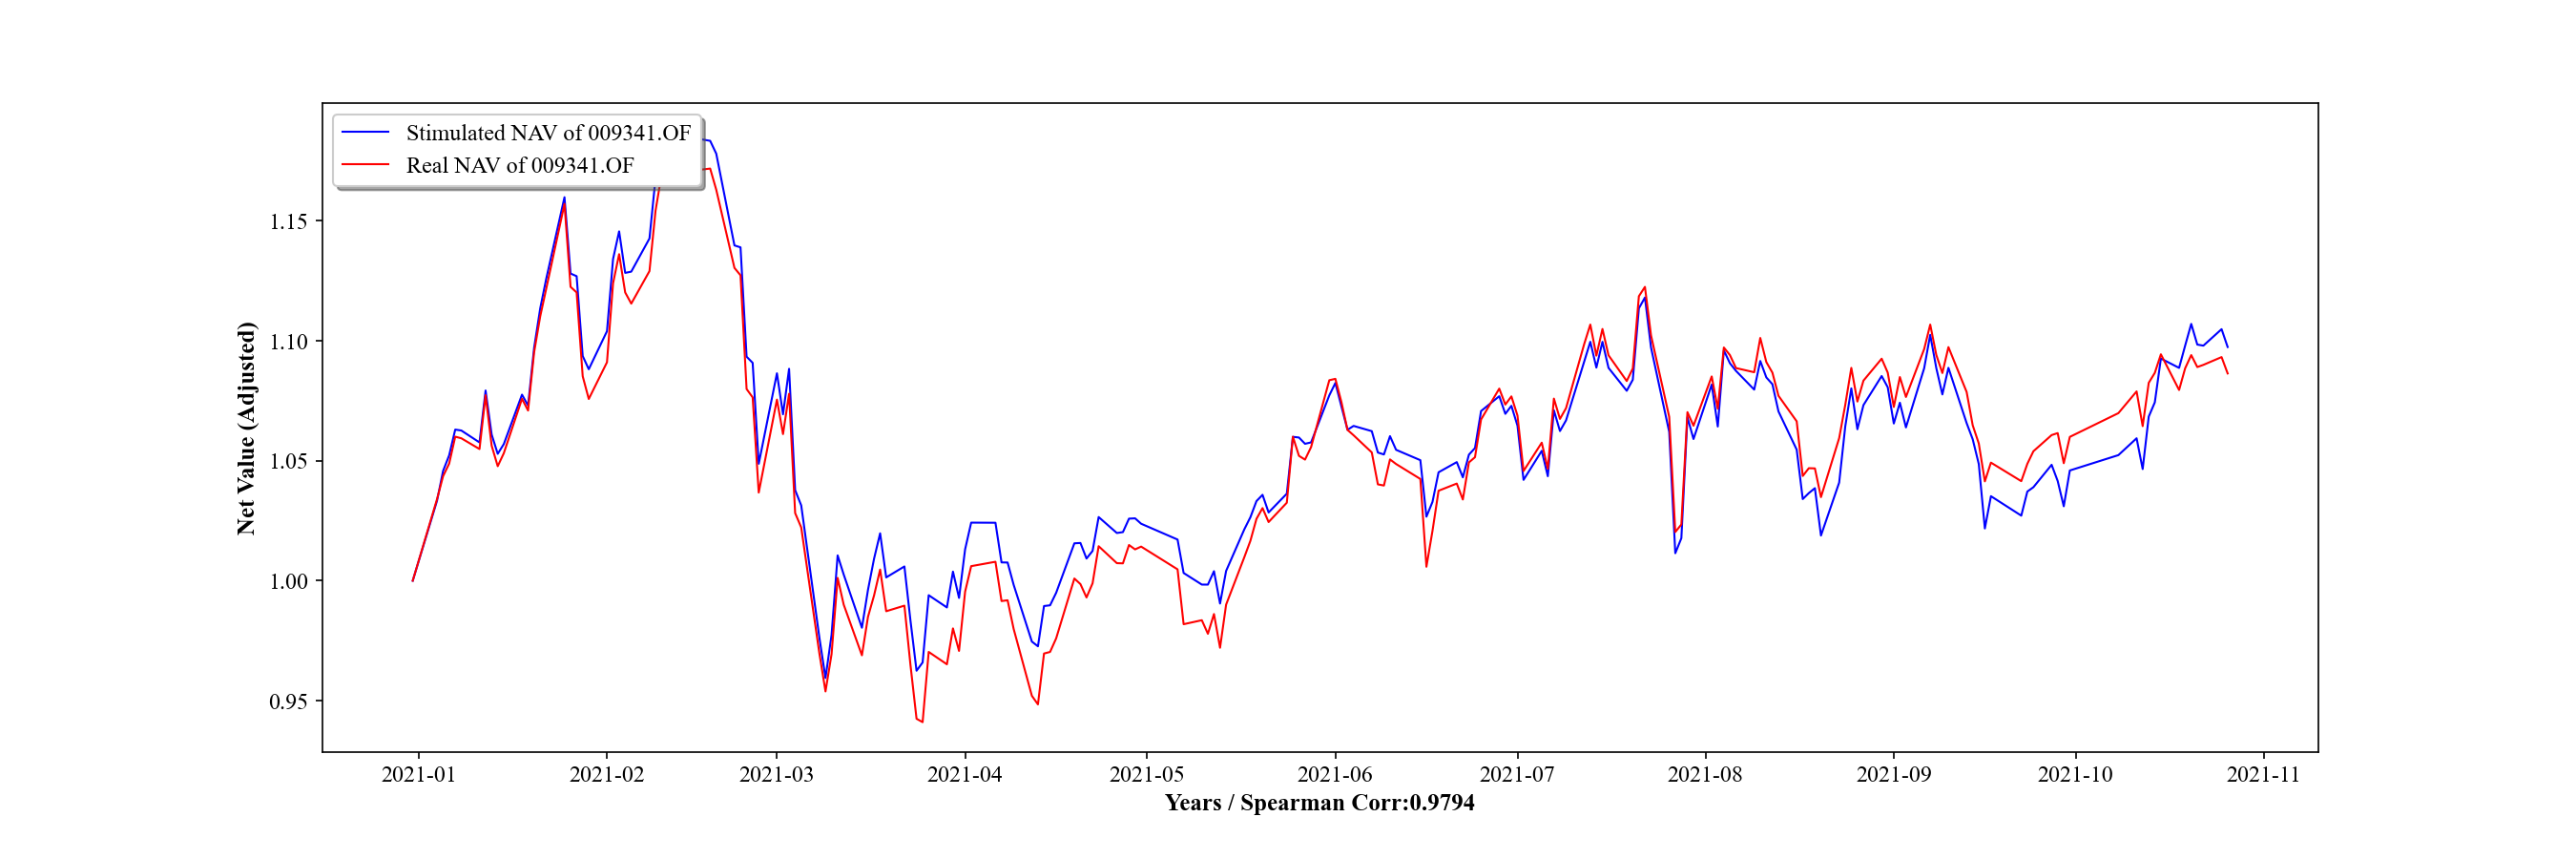 Stimulated NAV of 009341.OF
Real NAV of 009341.OF
Net Value (Adjusted)
1.15
1.10
1.05
1.00
0.95
2021-01 2021-02 2021-03 2021-04 2021-05 2021-06 2021-07 2021-08 2021-09 2021-10 2021-11
Years / Spearman Corr:0.9794